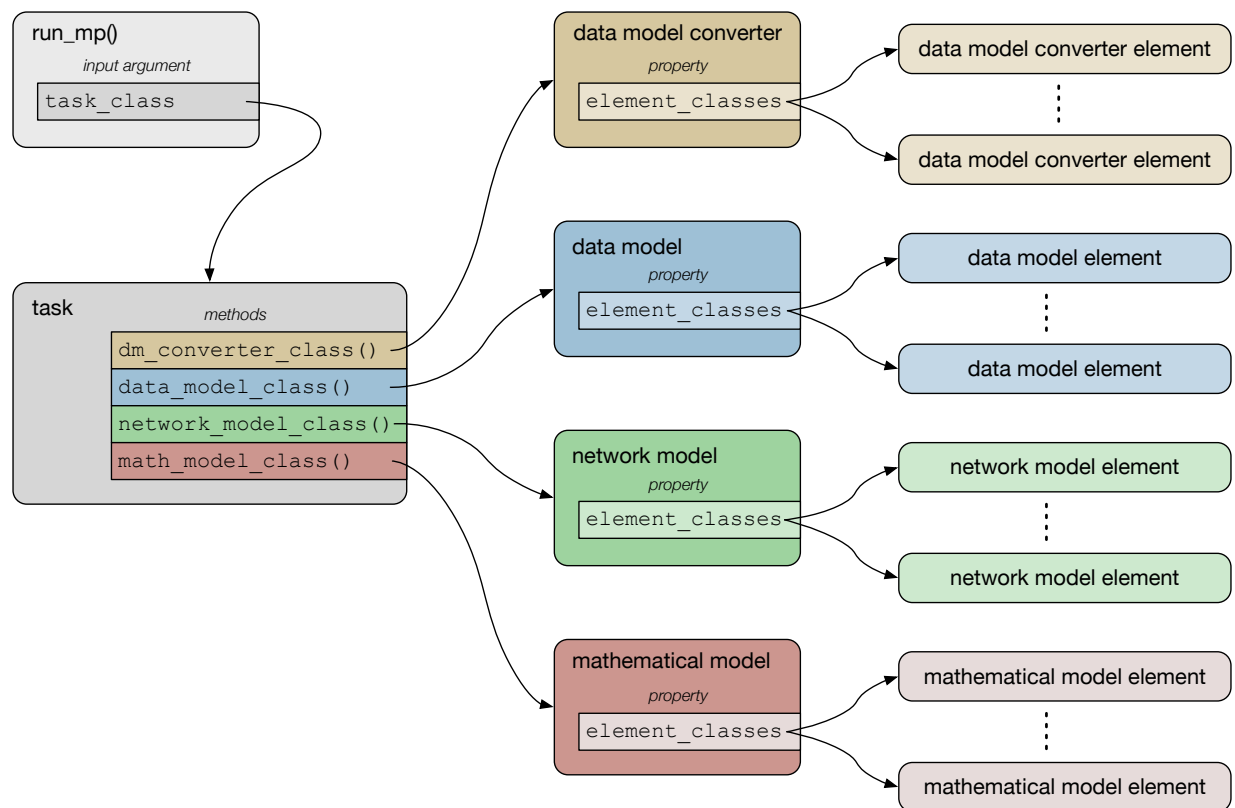 run_mp()
input argument
task_class
task
methods
dm_converter_class()
data_model_class()
network_model_class()
math_model_class()
data model converter
property
element_classes
data model converter element
data model converter element
data model
property
element_classes
data model element
data model element
network model
property
element_classes
network model element
network model element
mathematical model
property
element_classes
mathematical model element
mathematical model element